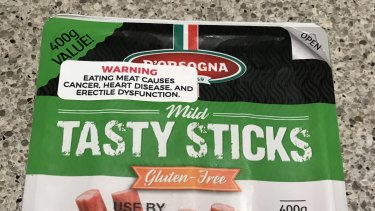 400g
VALUE!
OPEN
D'ORSOGNA
WARNING
EATING MEAT CAUSES
CANCER, HEART DISEASE, AND
ERECTILE DYSFUNCTION.
Mild
TASTY STICKS
Gluten-Free
USE BY
400g